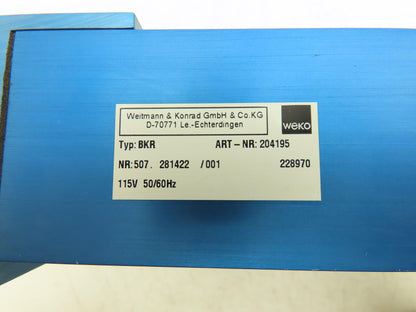 Weitmann & Konrad GmbH & Co.KG
D-70771 Le.-Echterdingen
weko
Typ: BKR ART-NR: 204195
NR: 507. 281422 /001 228970
115V 50/60Hz